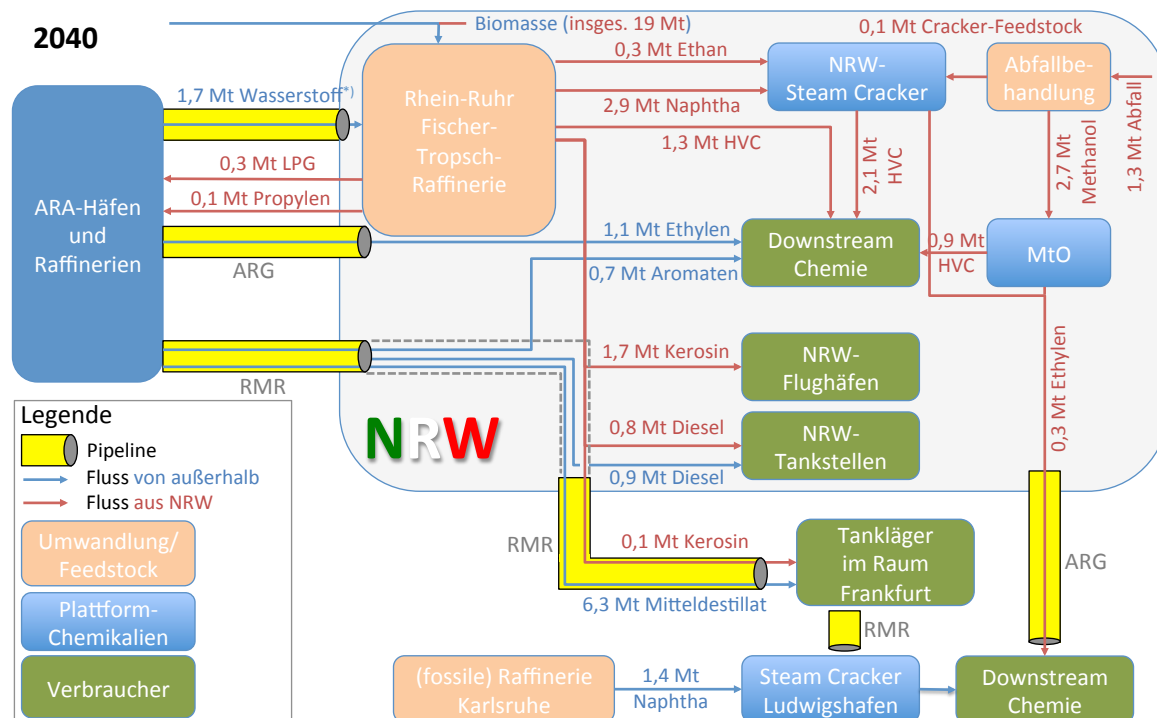 2040
Biomasse (insges. 19 Mt)
0,1 Mt Cracker-Feedstock
ARA-Häfen
und
Raffinerien
1,7 Mt Wasserstoff*)
0,3 Mt LPG
0,1 Mt Propylen
ARG
RMR
Rhein-Ruhr
Fischer-
Tropsch-
Raffinerie
0,3 Mt Ethan
2,9 Mt Naphtha
1,3 Mt HVC
NRW-
Steam Cracker
Abfallbe-
handlung
1,3 Mt Abfall
2,1 Mt
HVC
2,7 Mt
Methanol
1,1 Mt Ethylen
0,7 Mt Aromaten
Downstream
Chemie
0,9 Mt
HVC
MtO
1,7 Mt Kerosin
NRW-
Flughäfen
0,3 Mt Ethylen
NRW
0,8 Mt Diesel
0,9 Mt Diesel
NRW-
Tankstellen
Legende
Pipeline
Fluss von außerhalb
Fluss aus NRW
Umwandlung/
Feedstock
Plattform-
Chemikalien
Verbraucher
RMR
0,1 Mt Kerosin
6,3 Mt Mitteldestillat
Tankläger
im Raum
Frankfurt
ARG
RMR
(fossile) Raffinerie
Karlsruhe
1,4 Mt
Naphtha
Steam Cracker
Ludwigshafen
Downstream
Chemie